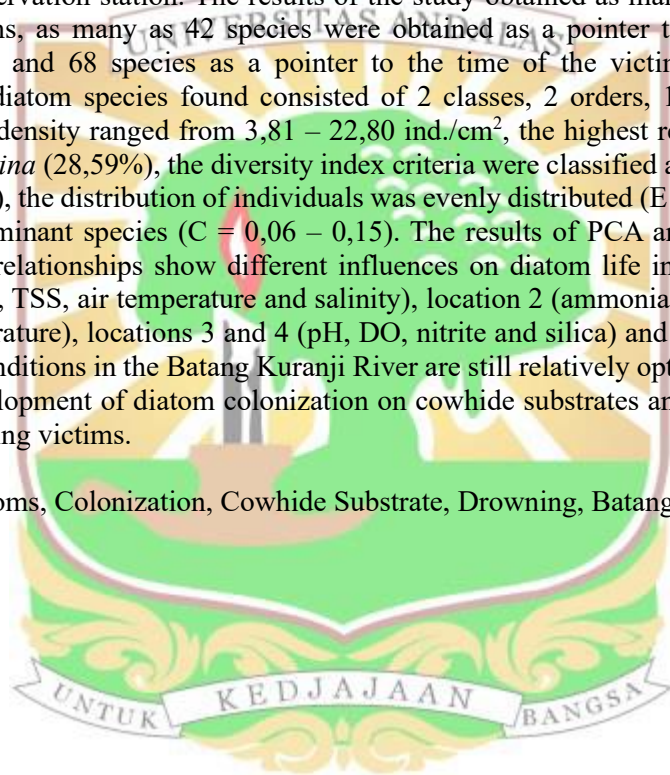 ervation station. The results of the study obtained as man
UNIVERSITAS ANDALAS
ns, as many as 42 species were obtained as a pointer t
and 68 species as a pointer to the time of the victim
diatom species found consisted of 2 classes, 2 orders, 1
density ranged from 3,81 – 22,80 ind./cm², the highest re
ina (28,59%), the diversity index criteria were classified a
), the distribution of individuals was evenly distributed (E
minant species (C = 0,06 – 0,15). The results of PCA an
relationships show different influences on diatom life in
, TSS, air temperature and salinity), location 2 (ammonia
rature), locations 3 and 4 (pH, DO, nitrite and silica) and
nditions in the Batang Kuranji River are still relatively opt
lopment of diatom colonization on cowhide substrates an
ing victims.
oms, Colonization, Cowhide Substrate, Drowning, Batang
UNTUK KEDJAJAAN BANGSA